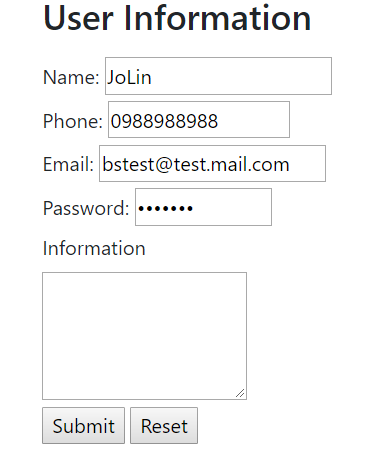 User Information
Name: JoLin
Phone: 0988988988
Email: bstest@test.mail.com
Password: •••••••
Information
Submit Reset